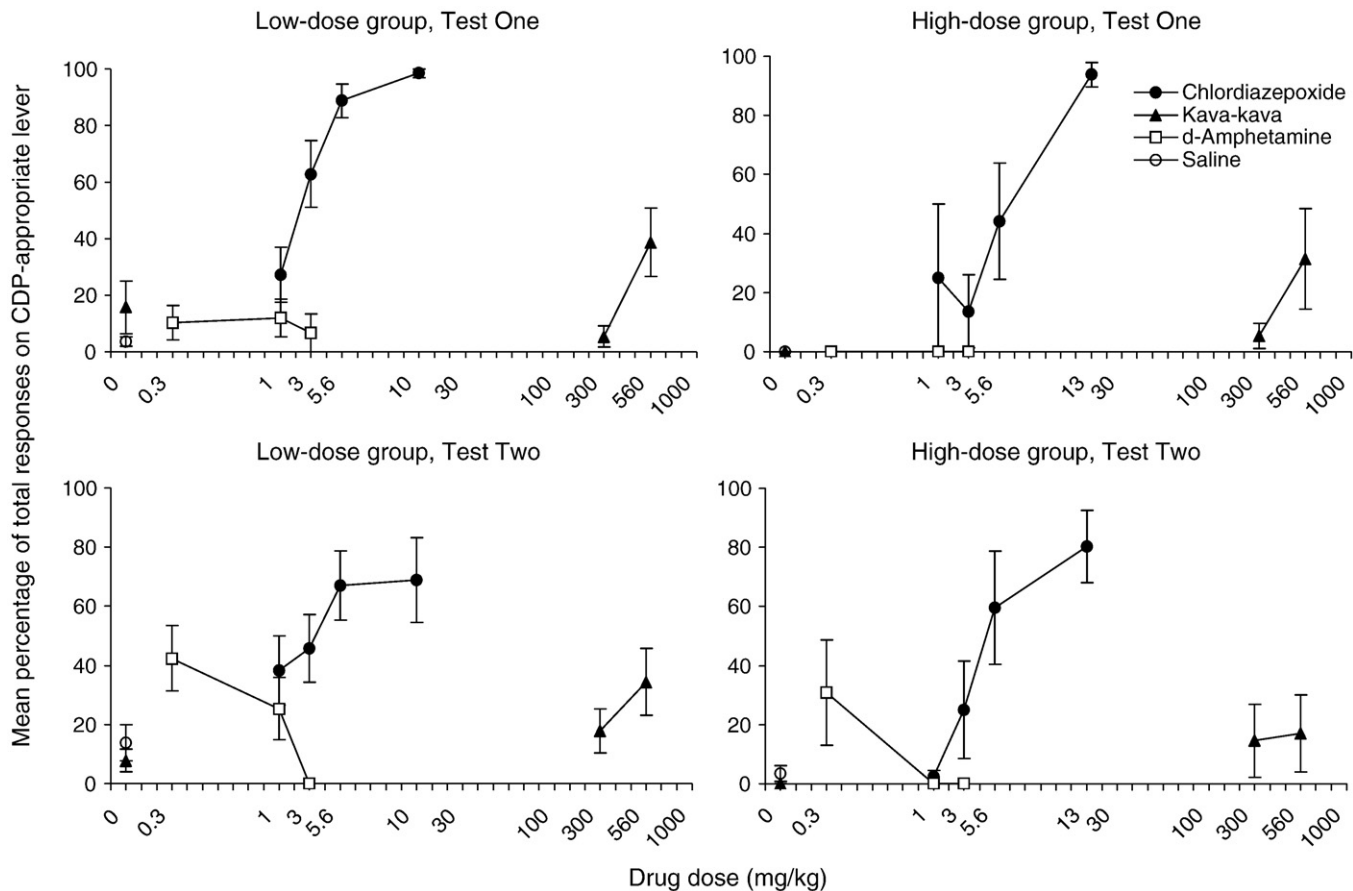 Low-dose group, Test One
High-dose group, Test One
Mean percentage of total responses on CDP-appropriate lever
100
80
60
40
20
0
0 0.3 1 3 5.6 10 30 100 300 560 1000
100
80
60
40
20
0
0 0.3 1 3 5.6 13 30 100 300 560 1000
Chlordiazepoxide
Kava-kava
d-Amphetamine
Saline
Low-dose group, Test Two
High-dose group, Test Two
100
80
60
40
20
0
0 0.3 1 3 5.6 10 30 100 300 560 1000
100
80
60
40
20
0
0 0.3 1 3 5.6 13 30 100 300 560 1000
Drug dose (mg/kg)